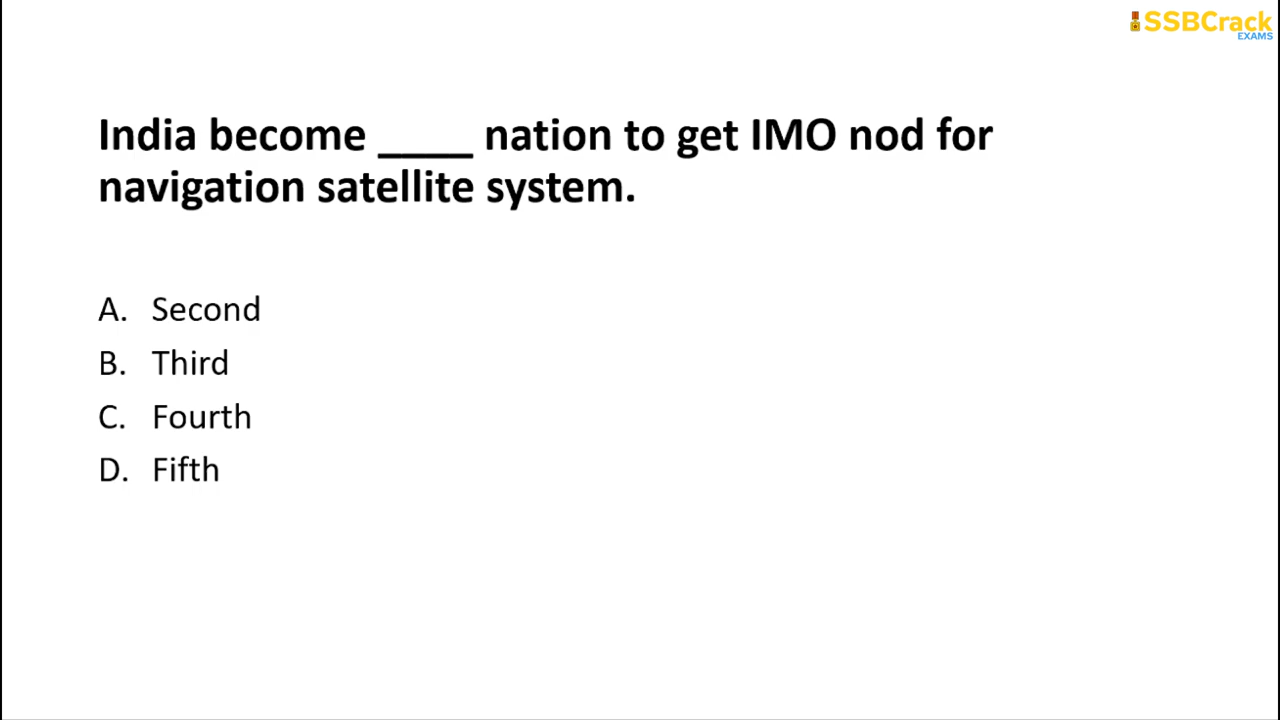 SSBCrack
EXAMS
India become ____ nation to get IMO nod for
navigation satellite system.
A. Second
B. Third
C. Fourth
D. Fifth